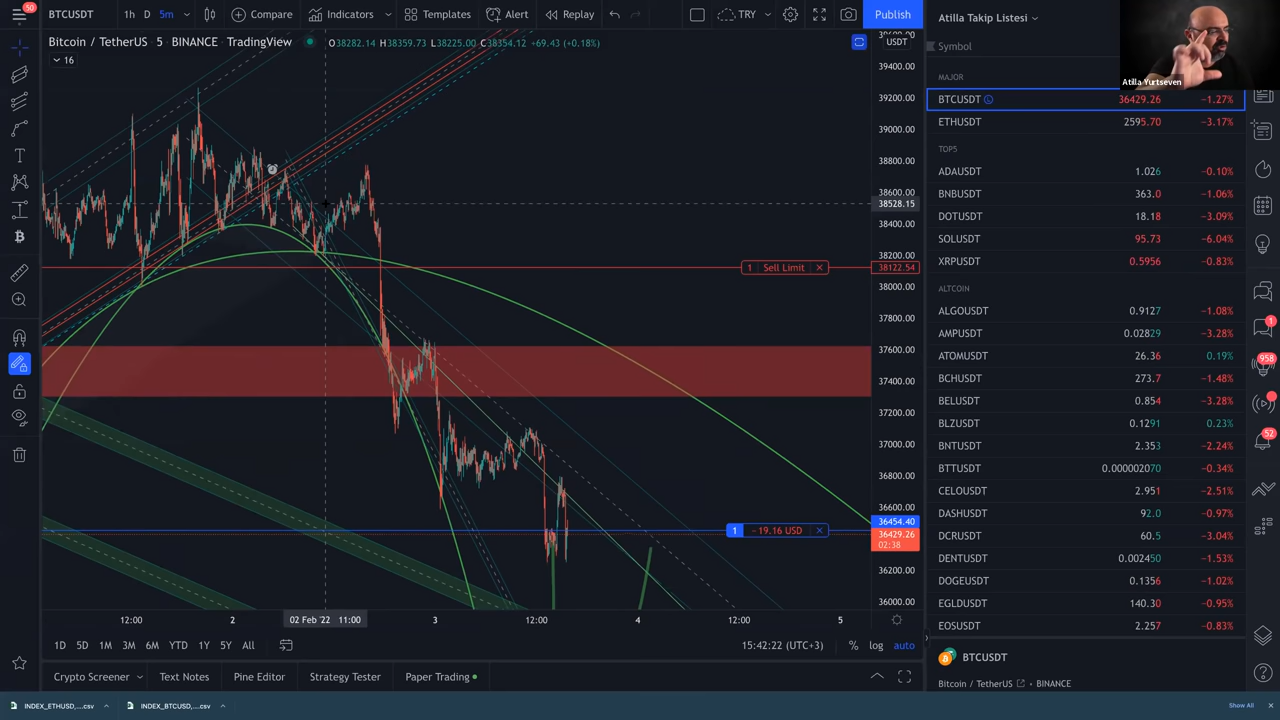 50
BTCUSDT
1h D 5m
Compare
Indicators
Templates
Alert
Replay
TRY
Publish
Bitcoin / TetherUS 5 BINANCE TradingView
O38282.14 H38359.73 L38225.00 C38354.12 +69.43 (+0.18%)
16
USDT
39400.00
39200.00
39000.00
38800.00
38600.00
38528.15
38400.00
38200.00
1 Sell Limit
38122.54
38000.00
37800.00
37600.00
37400.00
37200.00
37000.00
36800.00
36600.00
36454.40
1 −19.16 USD
36429.26
02:38
36200.00
36000.00
12:00 2 02 Feb '22 11:00 3 12:00 4 12:00 5
1D 5D 1M 3M 6M YTD 1Y 5Y All
15:42:22 (UTC+3) % log auto
Crypto Screener Text Notes Pine Editor Strategy Tester Paper Trading
INDEX_ETHUSD,....csv
INDEX_BTCUSD,....csv
Show All
Atilla Takip Listesi
Symbol
Atilla Yurtseven
MAJOR
BTCUSDT 36429.26 −1.27%
ETHUSDT 2595.70 −3.17%
TOP5
ADAUSDT 1.026 −0.10%
BNBUSDT 363.0 −1.06%
DOTUSDT 18.18 −3.09%
SOLUSDT 95.73 −6.04%
XRPUSDT 0.5956 −0.83%
ALTCOIN
ALGOUSDT 0.9127 −1.08%
AMPUSDT 0.02829 −3.28%
ATOMUSDT 26.36 0.19%
BCHUSDT 273.7 −1.48%
BELUSDT 0.854 −3.28%
BLZUSDT 0.1291 0.23%
BNTUSDT 2.353 −2.24%
BTTUSDT 0.000002070 −0.34%
CELOUSDT 2.951 −2.51%
DASHUSDT 92.0 −0.97%
DCRUSDT 60.5 −3.04%
DENTUSDT 0.002450 −1.53%
DOGEUSDT 0.1356 −1.02%
EGLDUSDT 140.30 −0.95%
EOSUSDT 2.257 −0.83%
BTCUSDT
Bitcoin / TetherUS BINANCE
1
958
52